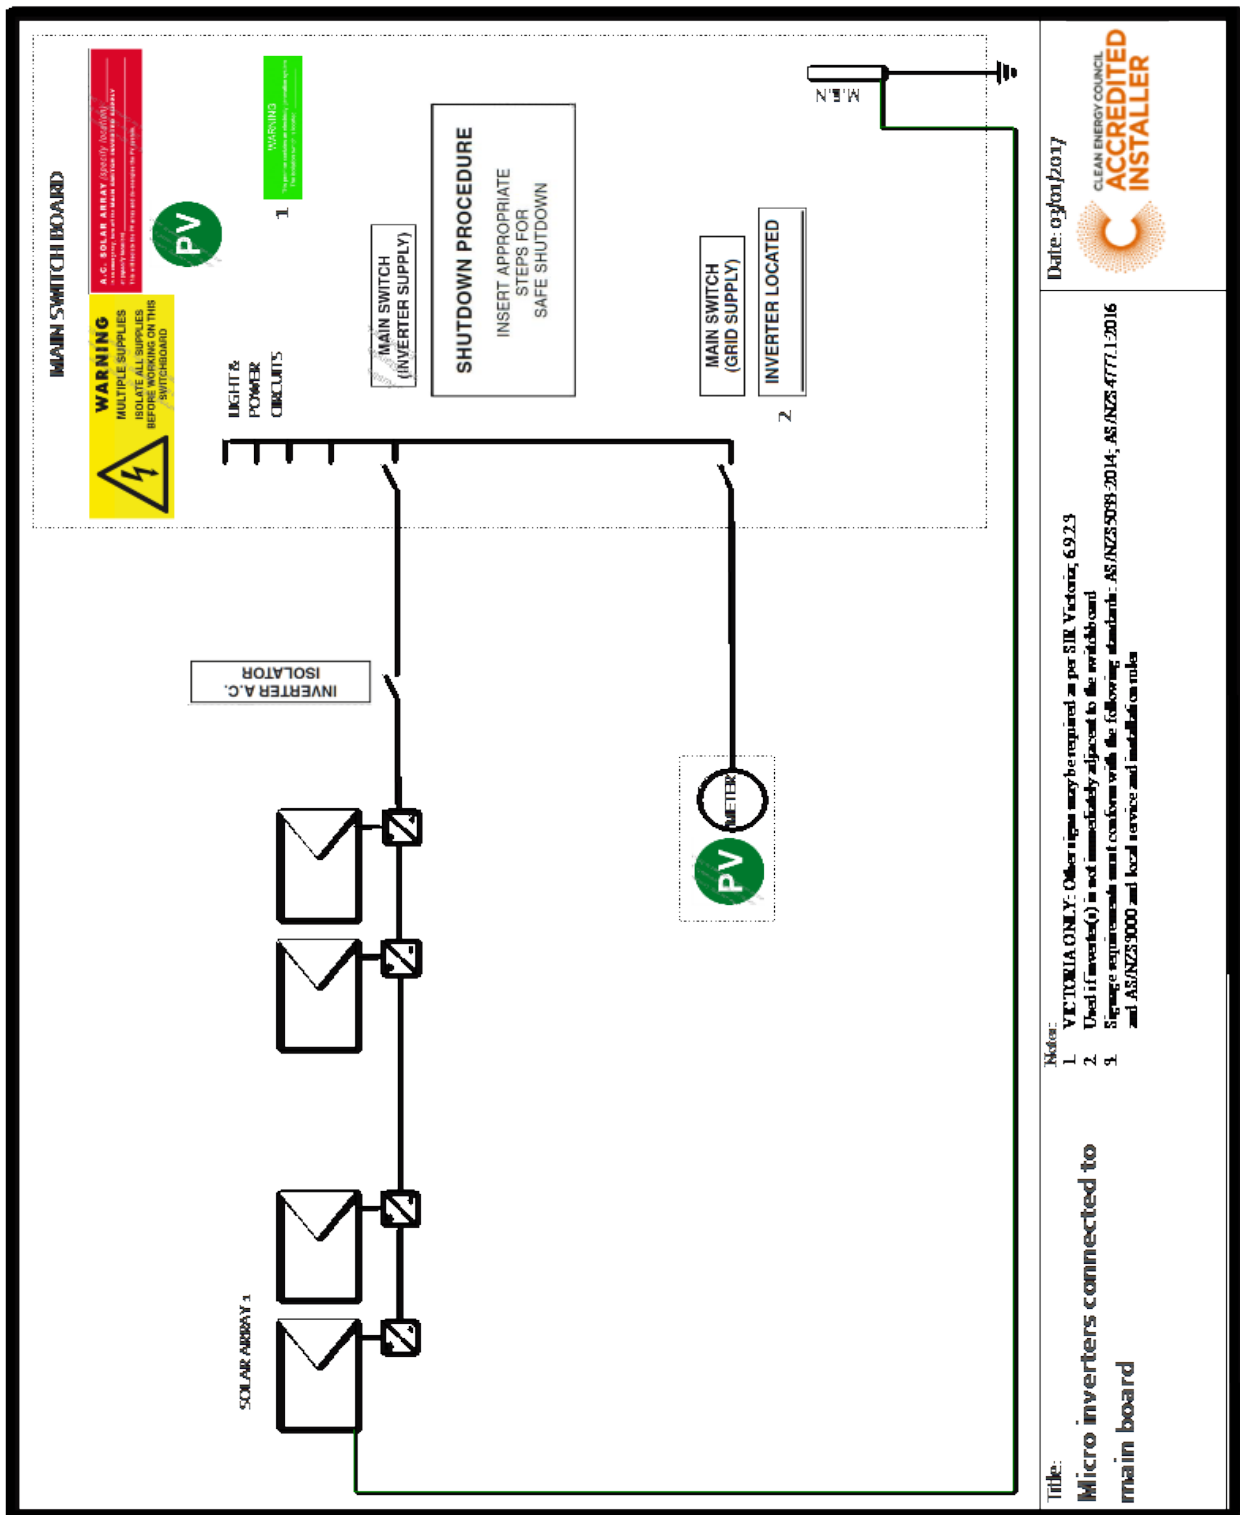 MAIN SWITCH BOARD
WARNING
MULTIPLE SUPPLIES
ISOLATE ALL SUPPLIES
BEFORE WORKING ON THIS
SWITCHBOARD
A.C. SOLAR ARRAY (specify location)
PV
WARNING
1
LIGHT &
POWER
CIRCUITS
MAIN SWITCH
(INVERTER SUPPLY)
SHUTDOWN PROCEDURE
INSERT APPROPRIATE
STEPS FOR
SAFE SHUTDOWN
MAIN SWITCH
(GRID SUPPLY)
INVERTER LOCATED
2
INVERTER A.C.
ISOLATOR
METER
PV
SOLAR ARRAY 1
Title:
Micro inverters connected to
main board
Notes:
1. VICTORIA ONLY: Other signs may be required as per SIR Victoria; 6.9.2.3
2. Used if inverter(s) is not immediately adjacent to the switchboard
3. Signage requirements must conform with the following standards: AS/NZS 5033-2014; AS/NZS 4777.1:2016
and AS/NZS 3000 and local service and installation rules
Date: 03/01/2017
CLEAN ENERGY COUNCIL
ACCREDITED
INSTALLER